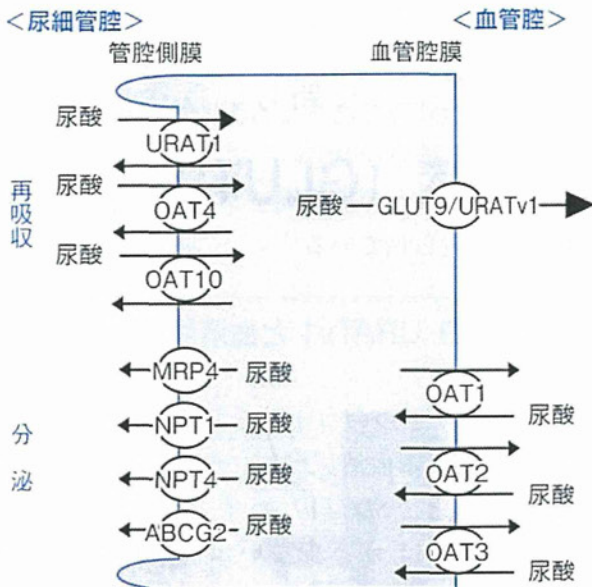 <尿細管腔>
<血管腔>
管腔側膜
血管腔膜
再吸収
尿酸
URAT1
尿酸
OAT4
尿酸
OAT10
尿酸 GLUT9/URATv1
分泌
MRP4 尿酸
NPT1 尿酸
NPT4 尿酸
ABCG2 尿酸
OAT1
尿酸
OAT2
尿酸
OAT3
尿酸